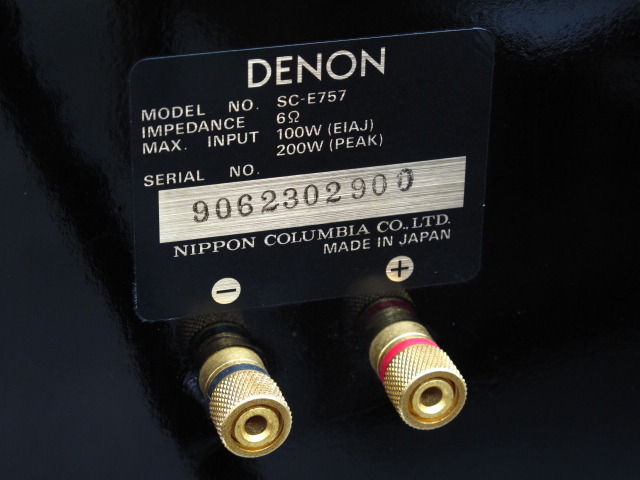 DENON
MODEL NO. SC-E757
IMPEDANCE 6Ω
MAX. INPUT 100W (EIAJ)
200W (PEAK)
SERIAL NO.
9062302900
NIPPON COLUMBIA CO., LTD.
MADE IN JAPAN
− +